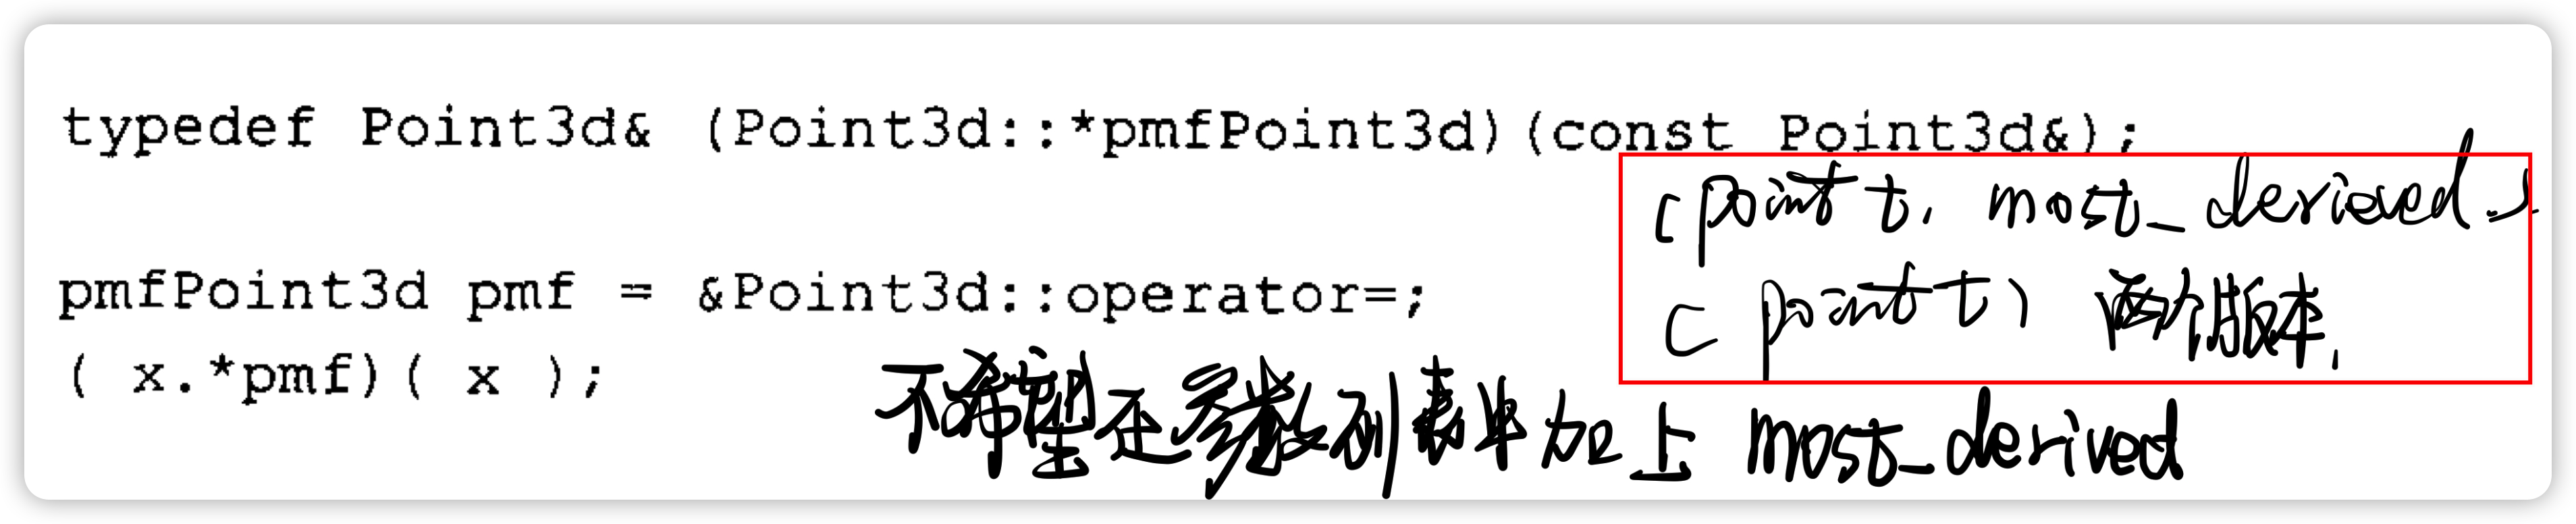 typedef Point3d& (Point3d::*pmfPoint3d)(const Point3d&);
(point t, most_derieved)
pmfPoint3d pmf = &Point3d::operator=;
(point t) 两个版本,
( x.*pmf)( x );
不希望在参数列表中加上 most_derived